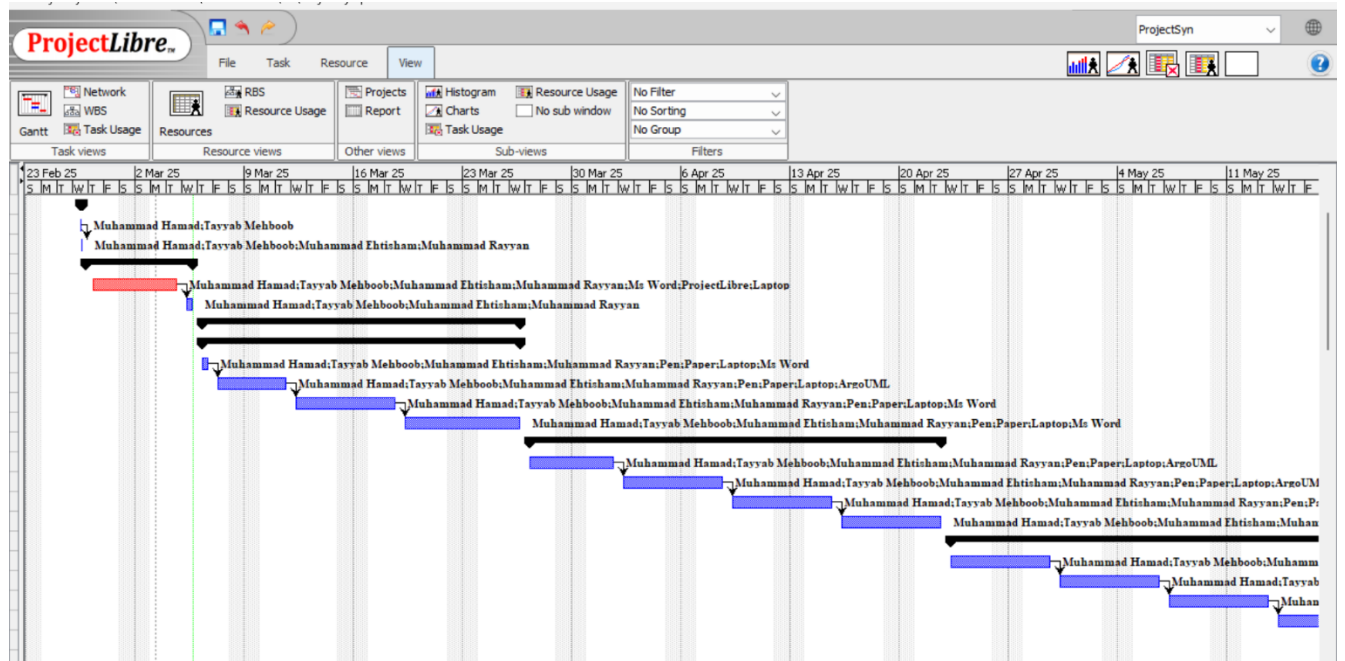 ProjectLibre™
ProjectSyn
File Task Resource View
Network RBS Projects Histogram Resource Usage No Filter
WBS Resource Usage Report Charts No sub window No Sorting
Gantt Task Usage Resources Task Usage No Group
Task views Resource views Other views Sub-views Filters
23 Feb 25 2 Mar 25 9 Mar 25 16 Mar 25 23 Mar 25 30 Mar 25 6 Apr 25 13 Apr 25 20 Apr 25 27 Apr 25 4 May 25 11 May 25
S M T W T F S S M T W T F S S M T W T F S S M T W T F S S M T W T F S S M T W T F S S M T W T F S S M T W T F S S M T W T F S S M T W T F S S M T W T F S S M T W T F
Muhammad Hamad;Tayyab Mehboob
Muhammad Hamad;Tayyab Mehboob;Muhammad Ehtisham;Muhammad Rayyan
Muhammad Hamad;Tayyab Mehboob;Muhammad Ehtisham;Muhammad Rayyan;Ms Word;ProjectLibre;Laptop
Muhammad Hamad;Tayyab Mehboob;Muhammad Ehtisham;Muhammad Rayyan
Muhammad Hamad;Tayyab Mehboob;Muhammad Ehtisham;Muhammad Rayyan;Pen;Paper;Laptop;Ms Word
Muhammad Hamad;Tayyab Mehboob;Muhammad Ehtisham;Muhammad Rayyan;Pen;Paper;Laptop;ArgoUML
Muhammad Hamad;Tayyab Mehboob;Muhammad Ehtisham;Muhammad Rayyan;Pen;Paper;Laptop;Ms Word
Muhammad Hamad;Tayyab Mehboob;Muhammad Ehtisham;Muhammad Rayyan;Pen;Paper;Laptop;Ms Word
Muhammad Hamad;Tayyab Mehboob;Muhammad Ehtisham;Muhammad Rayyan;Pen;Paper;Laptop;ArgoUML
Muhammad Hamad;Tayyab Mehboob;Muhammad Ehtisham;Muhammad Rayyan;Pen;Paper;Laptop;ArgoUM
Muhammad Hamad;Tayyab Mehboob;Muhammad Ehtisham;Muhammad Rayyan;Pen;P
Muhammad Hamad;Tayyab Mehboob;Muhammad Ehtisham;Muham
Muhammad Hamad;Tayyab Mehboob;Muhamm
Muhammad Hamad;Tayyab
Muham